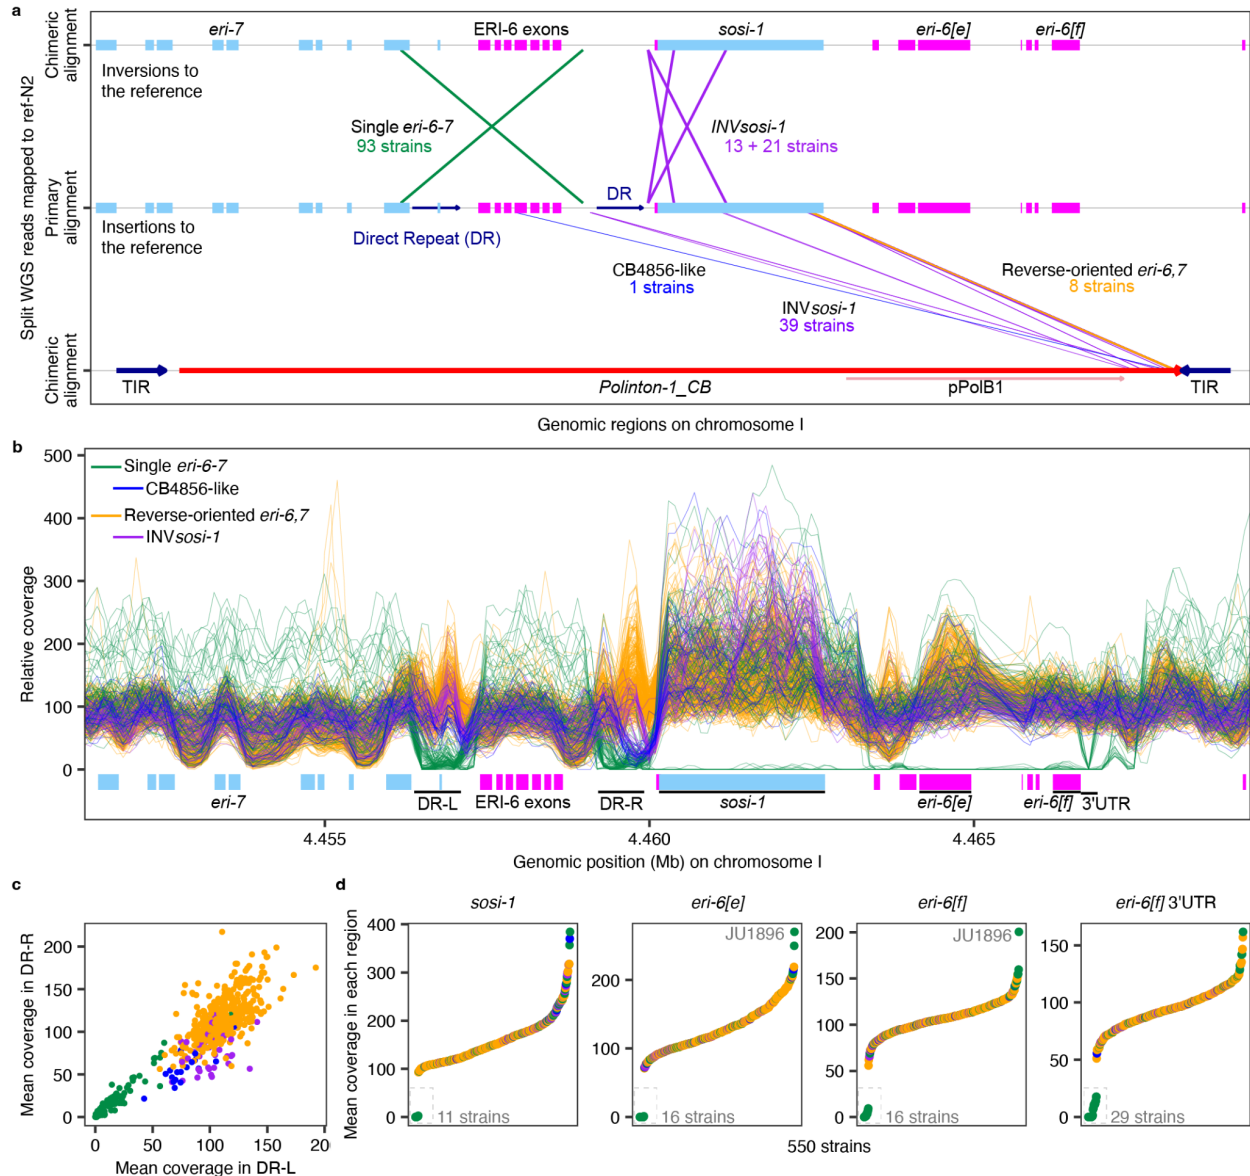 a
eri-7
ERI-6 exons
sosi-1
eri-6[e]
eri-6[f]
Chimeric
alignment
Inversions to
the reference
Single eri-6-7
93 strains
INVsosi-1
13 + 21 strains
Split WGS reads mapped to ref-N2
Primary
alignment
DR
Insertions to
the reference
Direct Repeat (DR)
CB4856-like
1 strains
Reverse-oriented eri-6,7
8 strains
INVsosi-1
39 strains
Chimeric
alignment
TIR
Polinton-1_CB
pPolB1
TIR
Genomic regions on chromosome I
b
500
400
300
200
100
0
Relative coverage
Single eri-6-7
CB4856-like
Reverse-oriented eri-6,7
INVsosi-1
eri-7
DR-L
ERI-6 exons
DR-R
sosi-1
eri-6[e]
eri-6[f]
3'UTR
4.455
4.460
4.465
Genomic position (Mb) on chromosome I
c
Mean coverage in DR-R
200
150
100
50
0
0
50
100
150
200
Mean coverage in DR-L
d
Mean coverage in each region
sosi-1
400
300
200
100
0
11 strains
eri-6[e]
JU1896
200
100
0
16 strains
eri-6[f]
JU1896
200
150
100
50
0
16 strains
eri-6[f] 3'UTR
150
100
50
0
29 strains
550 strains